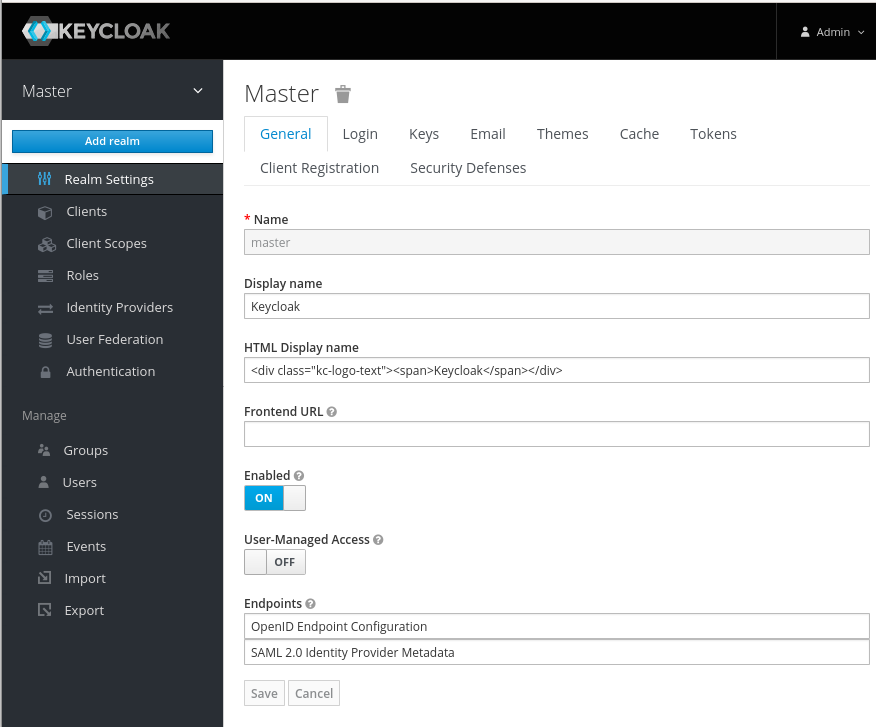 KEYCLOAK
Admin
Master
Add realm
Realm Settings
Clients
Client Scopes
Roles
Identity Providers
User Federation
Authentication
Manage
Groups
Users
Sessions
Events
Import
Export
Master
General Login Keys Email Themes Cache Tokens
Client Registration Security Defenses
* Name
master
Display name
Keycloak
HTML Display name
<div class="kc-logo-text"><span>Keycloak</span></div>
Frontend URL ?
Enabled ?
ON
User-Managed Access ?
OFF
Endpoints ?
OpenID Endpoint Configuration
SAML 2.0 Identity Provider Metadata
Save Cancel